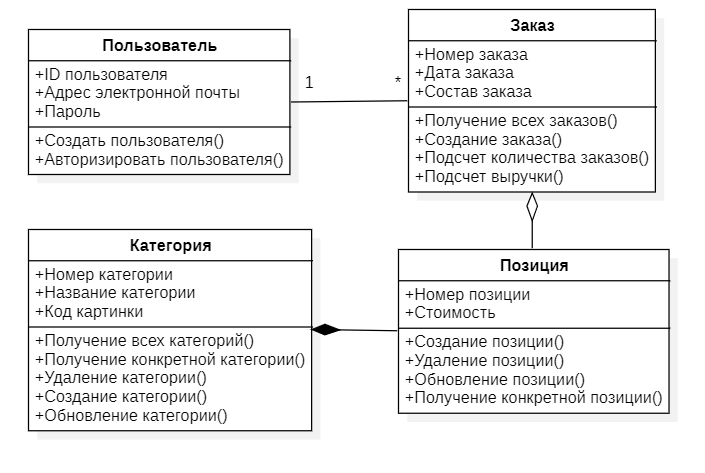 Пользователь
+ID пользователя
+Адрес электронной почты
+Пароль
+Создать пользователя()
+Авторизировать пользователя()
1
*
Заказ
+Номер заказа
+Дата заказа
+Состав заказа
+Получение всех заказов()
+Создание заказа()
+Подсчет количества заказов()
+Подсчет выручки()
Категория
+Номер категории
+Название категории
+Код картинки
+Получение всех категорий()
+Получение конкретной категории()
+Удаление категории()
+Создание категории()
+Обновление категории()
Позиция
+Номер позиции
+Стоимость
+Создание позиции()
+Удаление позиции()
+Обновление позиции()
+Получение конкретной позиции()